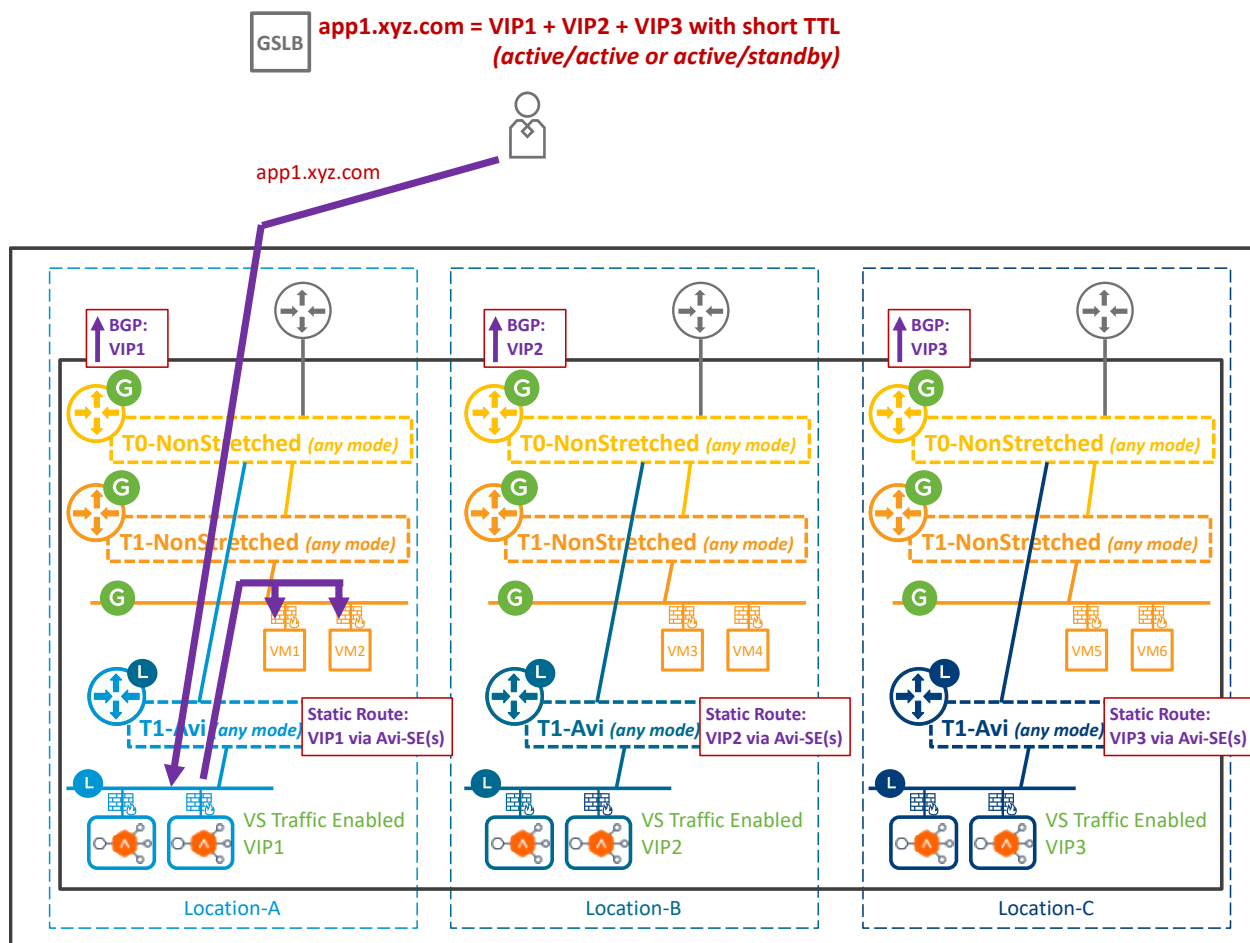 GSLB
app1.xyz.com = VIP1 + VIP2 + VIP3 with short TTL
(active/active or active/standby)
app1.xyz.com
BGP:
VIP1
G
T0-NonStretched (any mode)
G
T1-NonStretched (any mode)
G
VM1
VM2
L
T1-Avi (any mode)
Static Route:
VIP1 via Avi-SE(s)
L
VS Traffic Enabled
VIP1
Location-A
BGP:
VIP2
G
T0-NonStretched (any mode)
G
T1-NonStretched (any mode)
G
VM3
VM4
L
T1-Avi (any mode)
Static Route:
VIP2 via Avi-SE(s)
L
VS Traffic Enabled
VIP2
Location-B
BGP:
VIP3
G
T0-NonStretched (any mode)
G
T1-NonStretched (any mode)
G
VM5
VM6
L
T1-Avi (any mode)
Static Route:
VIP3 via Avi-SE(s)
L
VS Traffic Enabled
VIP3
Location-C